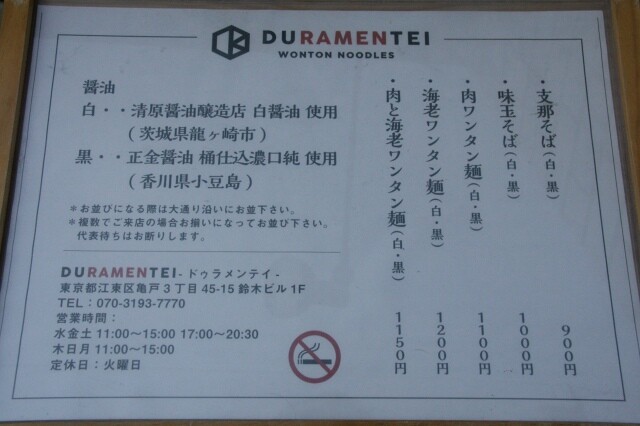 DURAMENTEI
WONTON NOODLES
醤油
白・・清原醤油醸造店 白醤油 使用
(茨城県龍ヶ崎市)
黒・・正金醤油 桶仕込濃口純 使用
(香川県小豆島)
＊お並びになる際は大通り沿いにお並下さい。
＊複数でご来店の場合お揃いになってお並び下さい。
代表待ちはお断りします。
DURAMENTEI-ドゥラメンテイ-
東京都江東区亀戸3丁目45-15 鈴木ビル1F
TEL：070-3193-7770
営業時間：
水金土 11:00〜15:00 17:00〜20:30
木日月 11:00〜15:00
定休日：火曜日
・支那そば(白・黒) 900円
・味玉そば(白・黒) 1000円
・肉ワンタン麺(白・黒) 1100円
・海老ワンタン麺(白・黒) 1200円
・肉と海老ワンタン麺(白・黒) 1150円